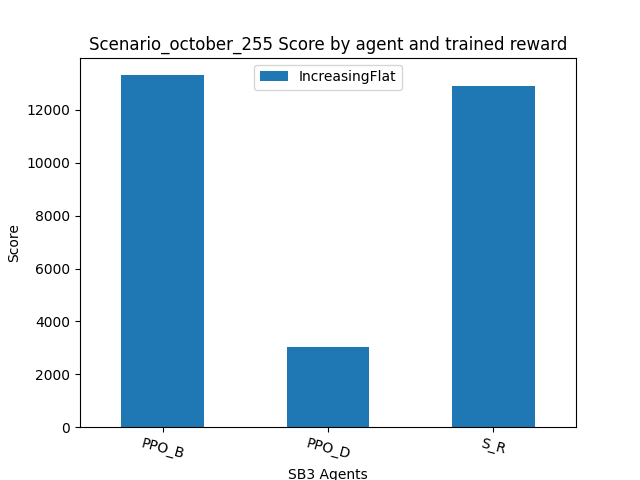 Scenario_october_255 Score by agent and trained reward
IncreasingFlat
12000
10000
8000
6000
4000
2000
0
Score
PPO_B
PPO_D
S_R
SB3 Agents